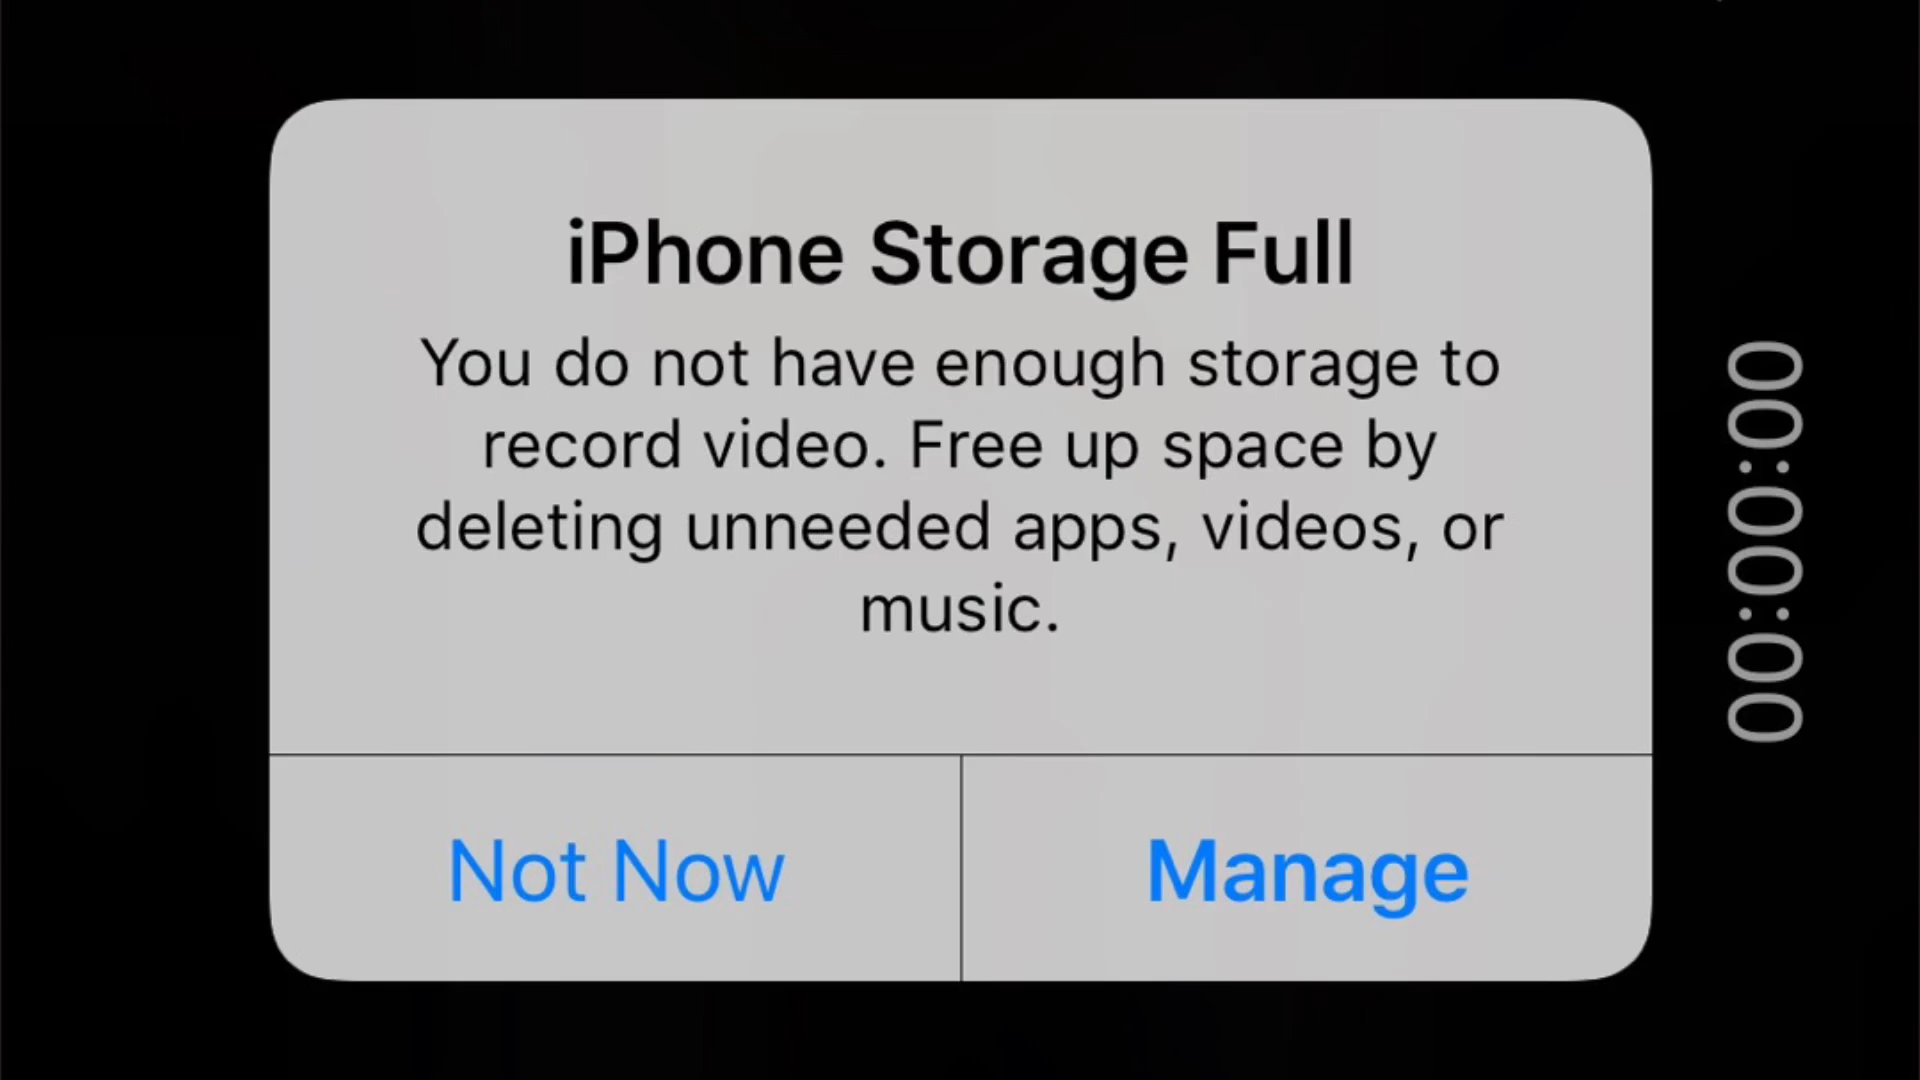 iPhone Storage Full
You do not have enough storage to
record video. Free up space by
deleting unneeded apps, videos, or
music.
Not Now
Manage
00:00:00